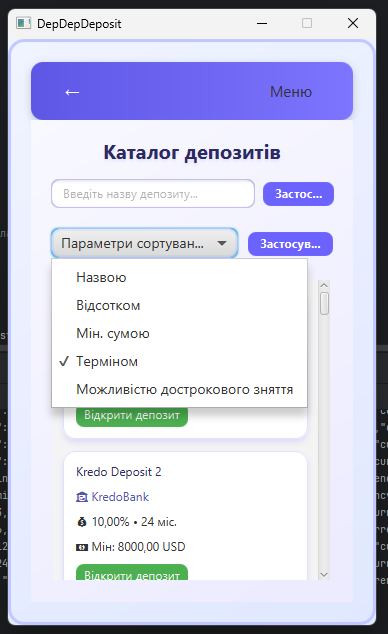 DepDepDeposit
← Меню
Каталог депозитів
Введіть назву депозиту... Застос...
Параметри сортуван... Застосув...
Назвою
Відсотком
Мін. сумою
✓ Терміном
Можливістю дострокового зняття
Відкрити депозит
Kredo Deposit 2
KredoBank
10,00% • 24 міс.
Мін: 8000,00 USD
Відкрити депозит